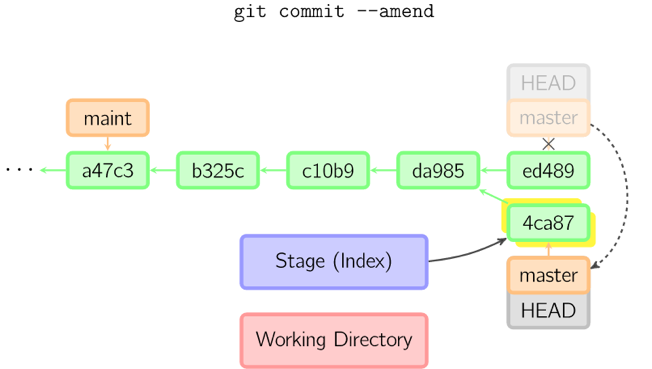 git commit --amend
HEAD
maint
master
··· a47c3 b325c c10b9 da985 ed489
4ca87
Stage (Index)
master
HEAD
Working Directory